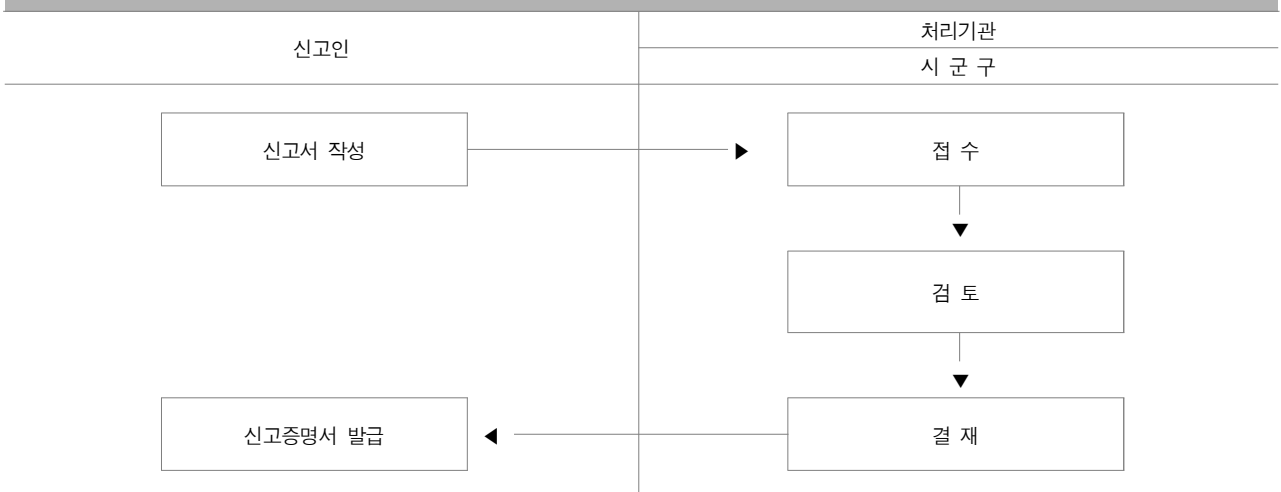 신고인
처리기관
시 군 구
신고서 작성
접 수
검 토
신고증명서 발급
결 재